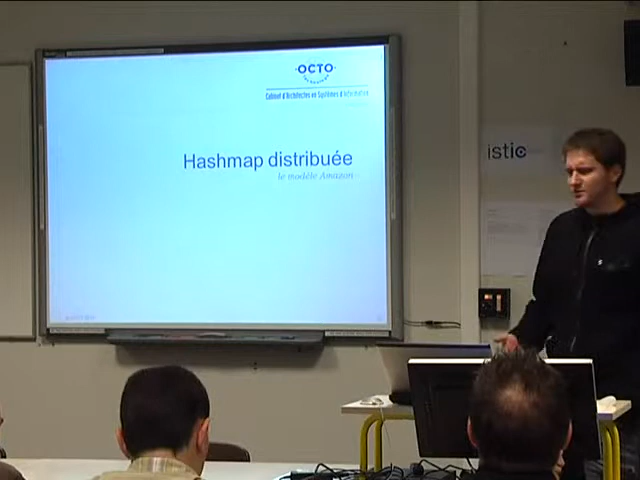 OCTO
Cabinet d'Architectes en Systèmes d'Information
Hashmap distribuée
le modèle Amazon
istic